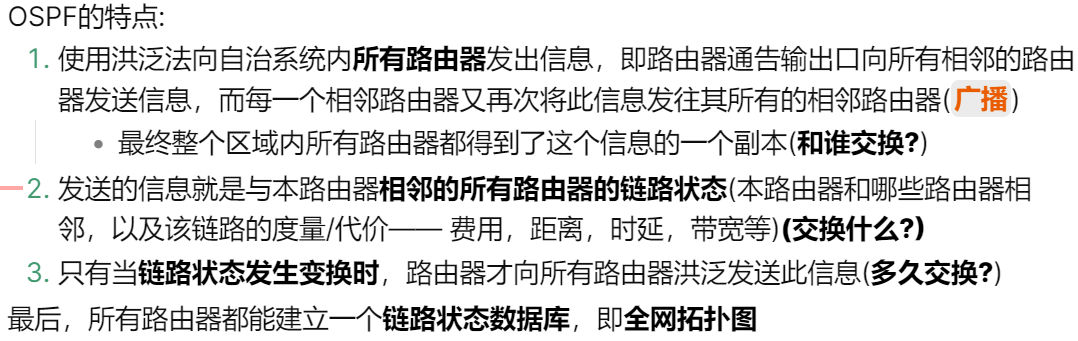 OSPF的特点:
1. 使用洪泛法向自治系统内所有路由器发出信息，即路由器通告输出口向所有相邻的路由
器发送信息，而每一个相邻路由器又再次将此信息发往其所有的相邻路由器(广播)
• 最终整个区域内所有路由器都得到了这个信息的一个副本(和谁交换?)
2. 发送的信息就是与本路由器相邻的所有路由器的链路状态(本路由器和哪些路由器相
邻，以及该链路的度量/代价—— 费用，距离，时延，带宽等)(交换什么?)
3. 只有当链路状态发生变换时，路由器才向所有路由器洪泛发送此信息(多久交换?)
最后，所有路由器都能建立一个链路状态数据库，即全网拓扑图